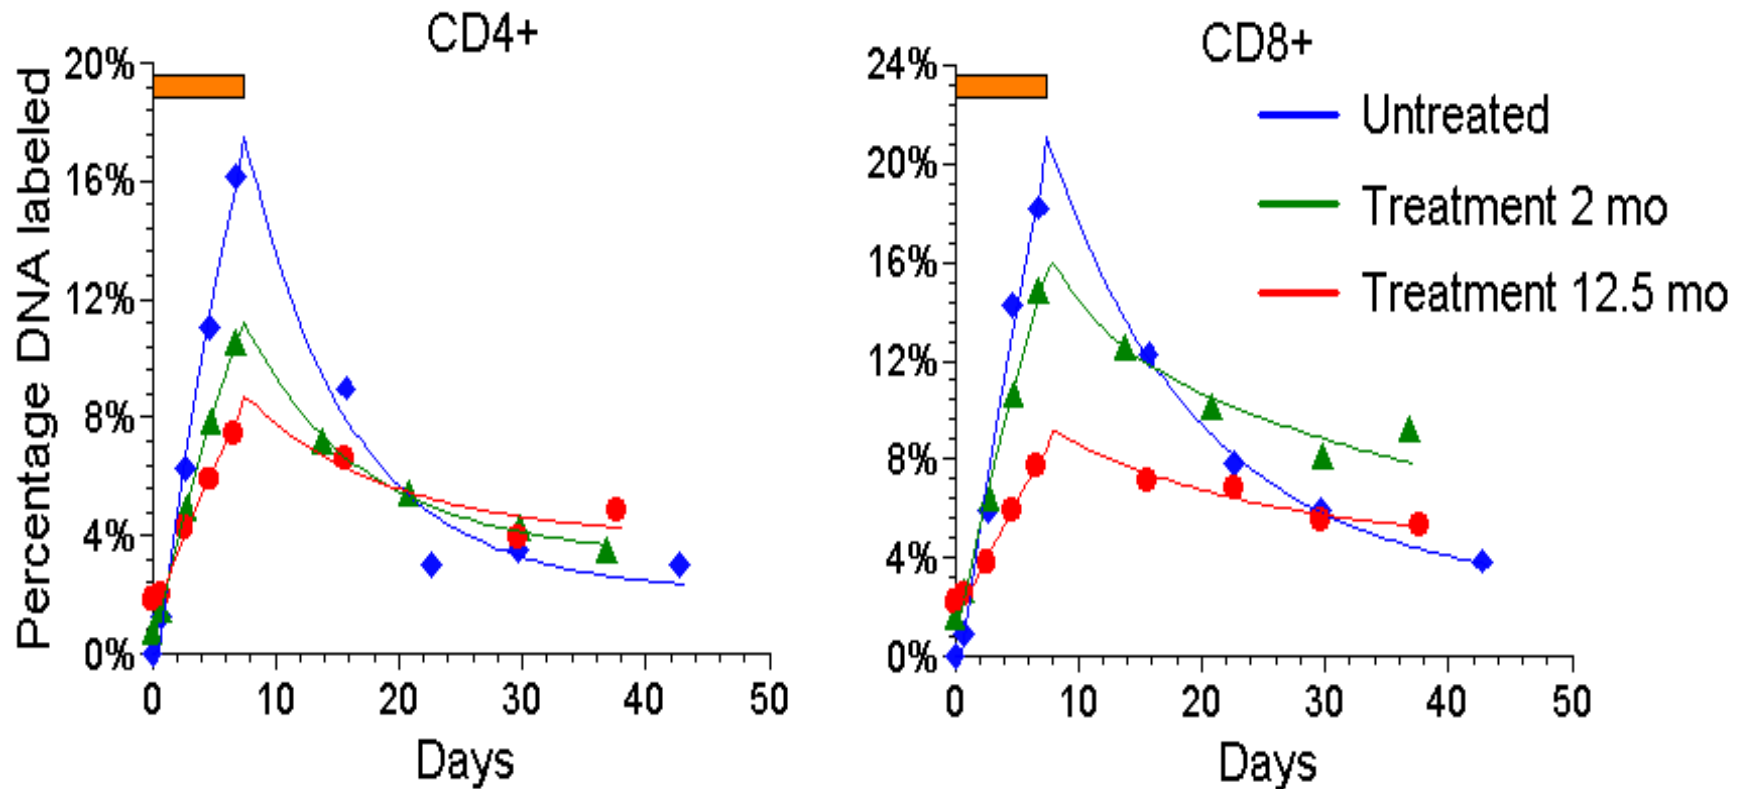 CD4+
Percentage DNA labeled
20%
16%
12%
8%
4%
0%
0 10 20 30 40 50
Days
CD8+
24%
20%
16%
12%
8%
4%
0%
0 10 20 30 40 50
Days
Untreated
Treatment 2 mo
Treatment 12.5 mo